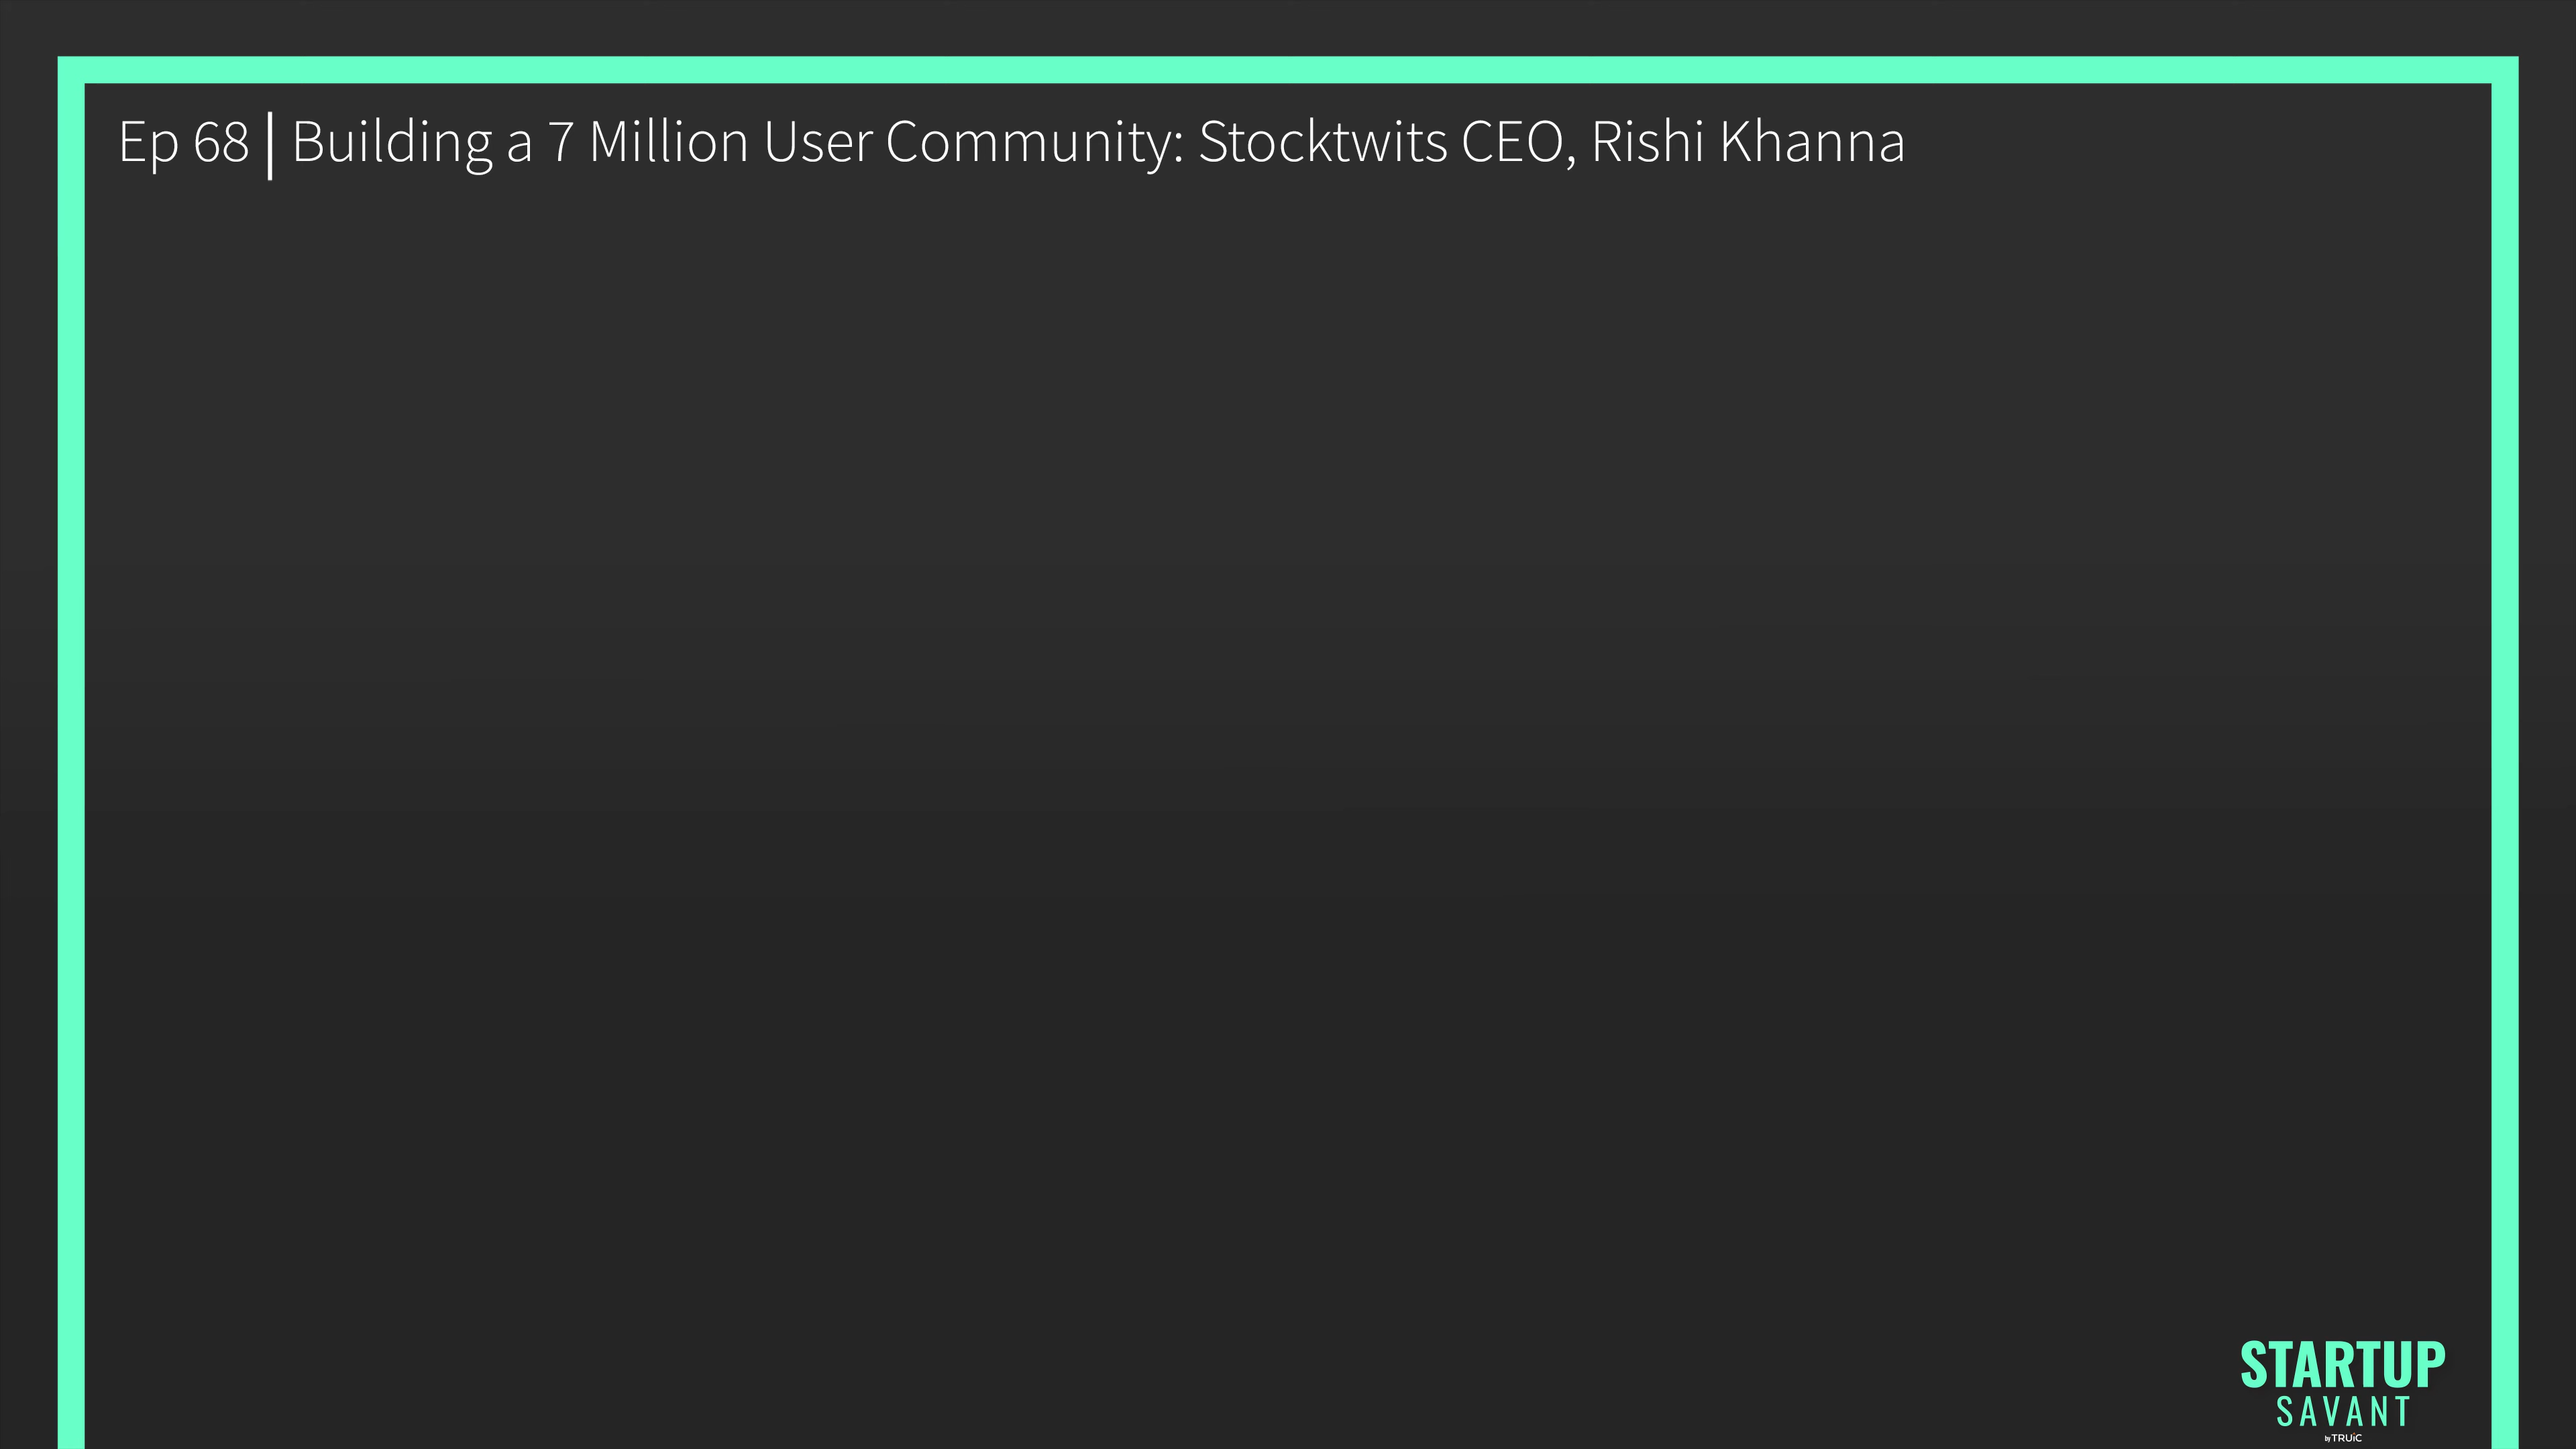 Ep 68 | Building a 7 Million User Community: Stocktwits CEO, Rishi Khanna
STARTUP
SAVANT
by TRUiC